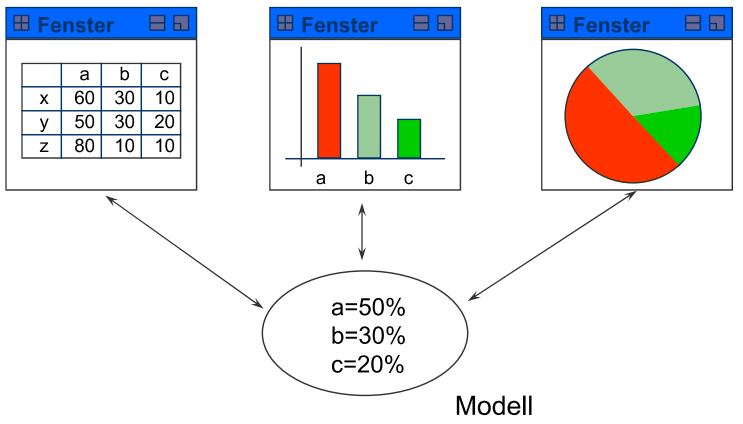 Fenster Fenster Fenster
a b c
x 60 30 10
y 50 30 20
z 80 10 10
a b c
a=50%
b=30%
c=20%
Modell